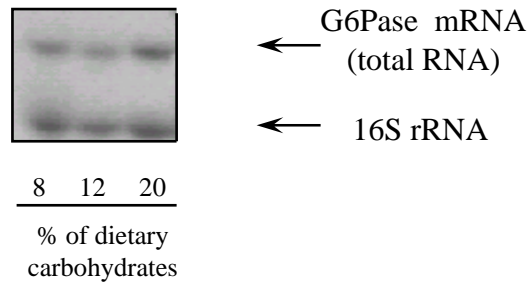 G6Pase mRNA
(total RNA)
16S rRNA
8 12 20
% of dietary
carbohydrates